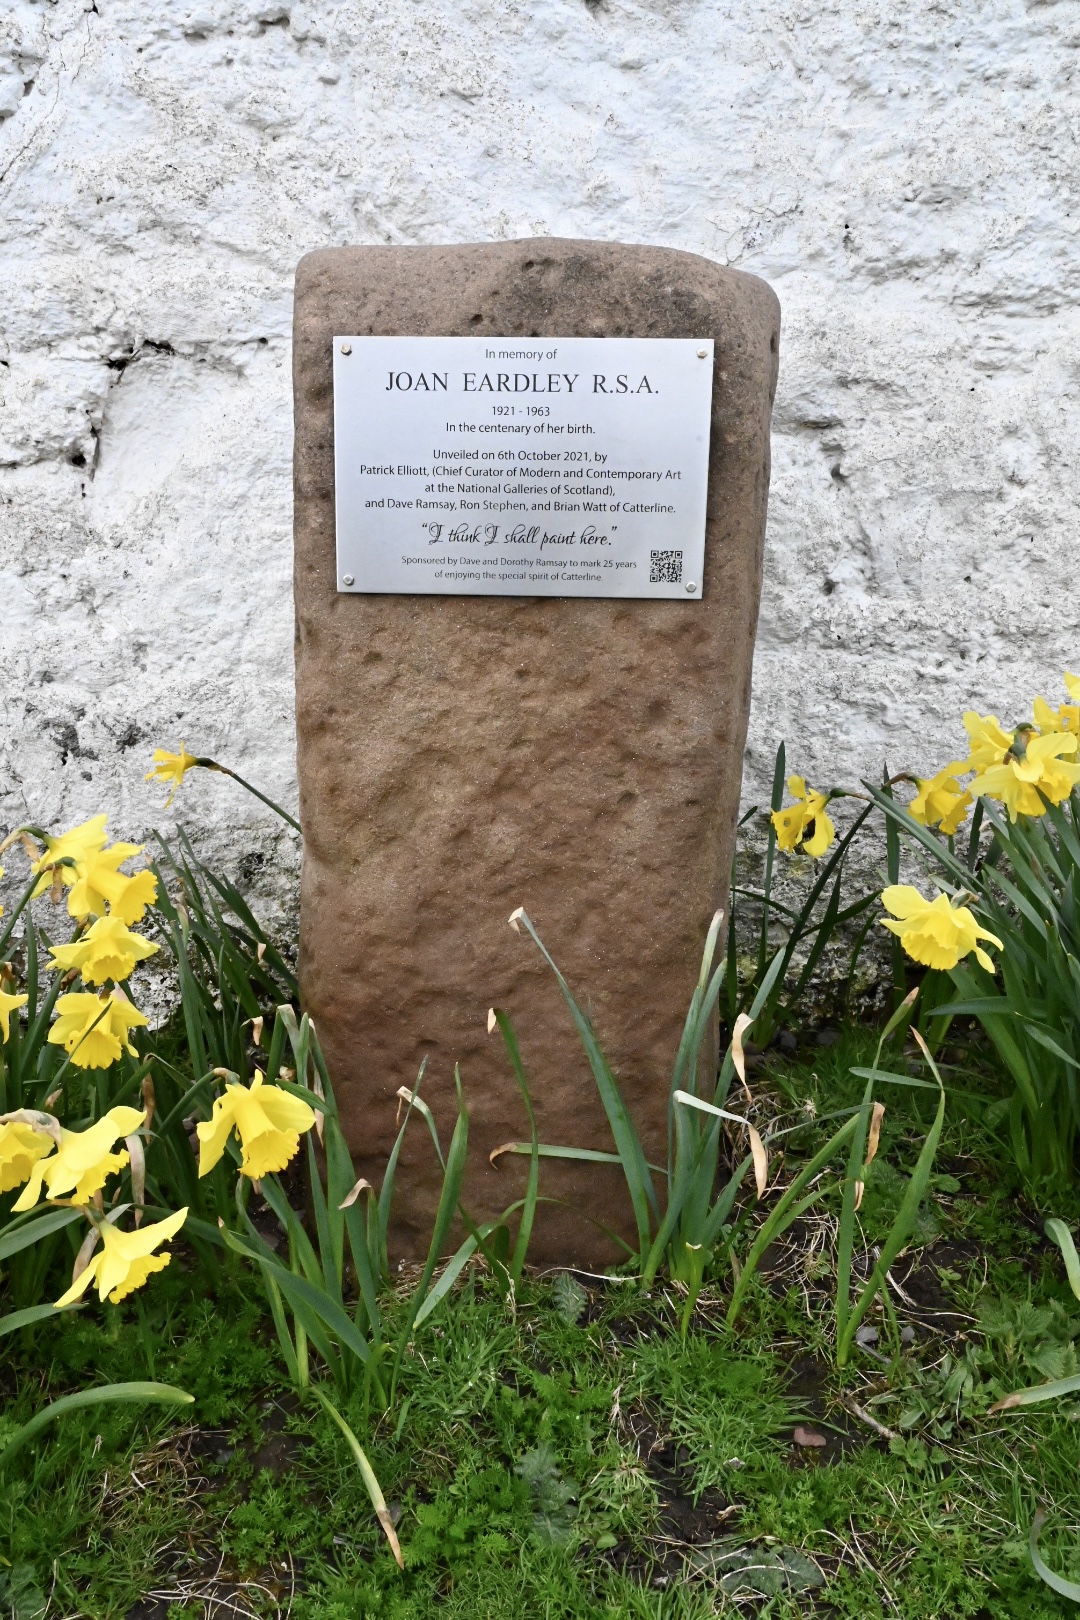 In memory of
JOAN EARDLEY R.S.A.
1921 - 1963
In the centenary of her birth.
Unveiled on 6th October 2021, by
Patrick Elliott, (Chief Curator of Modern and Contemporary Art
at the National Galleries of Scotland),
and Dave Ramsay, Ron Stephen, and Brian Watt of Catterline.
"I think I shall paint here."
Sponsored by Dave and Dorothy Ramsay to mark 25 years
of enjoying the special spirit of Catterline.